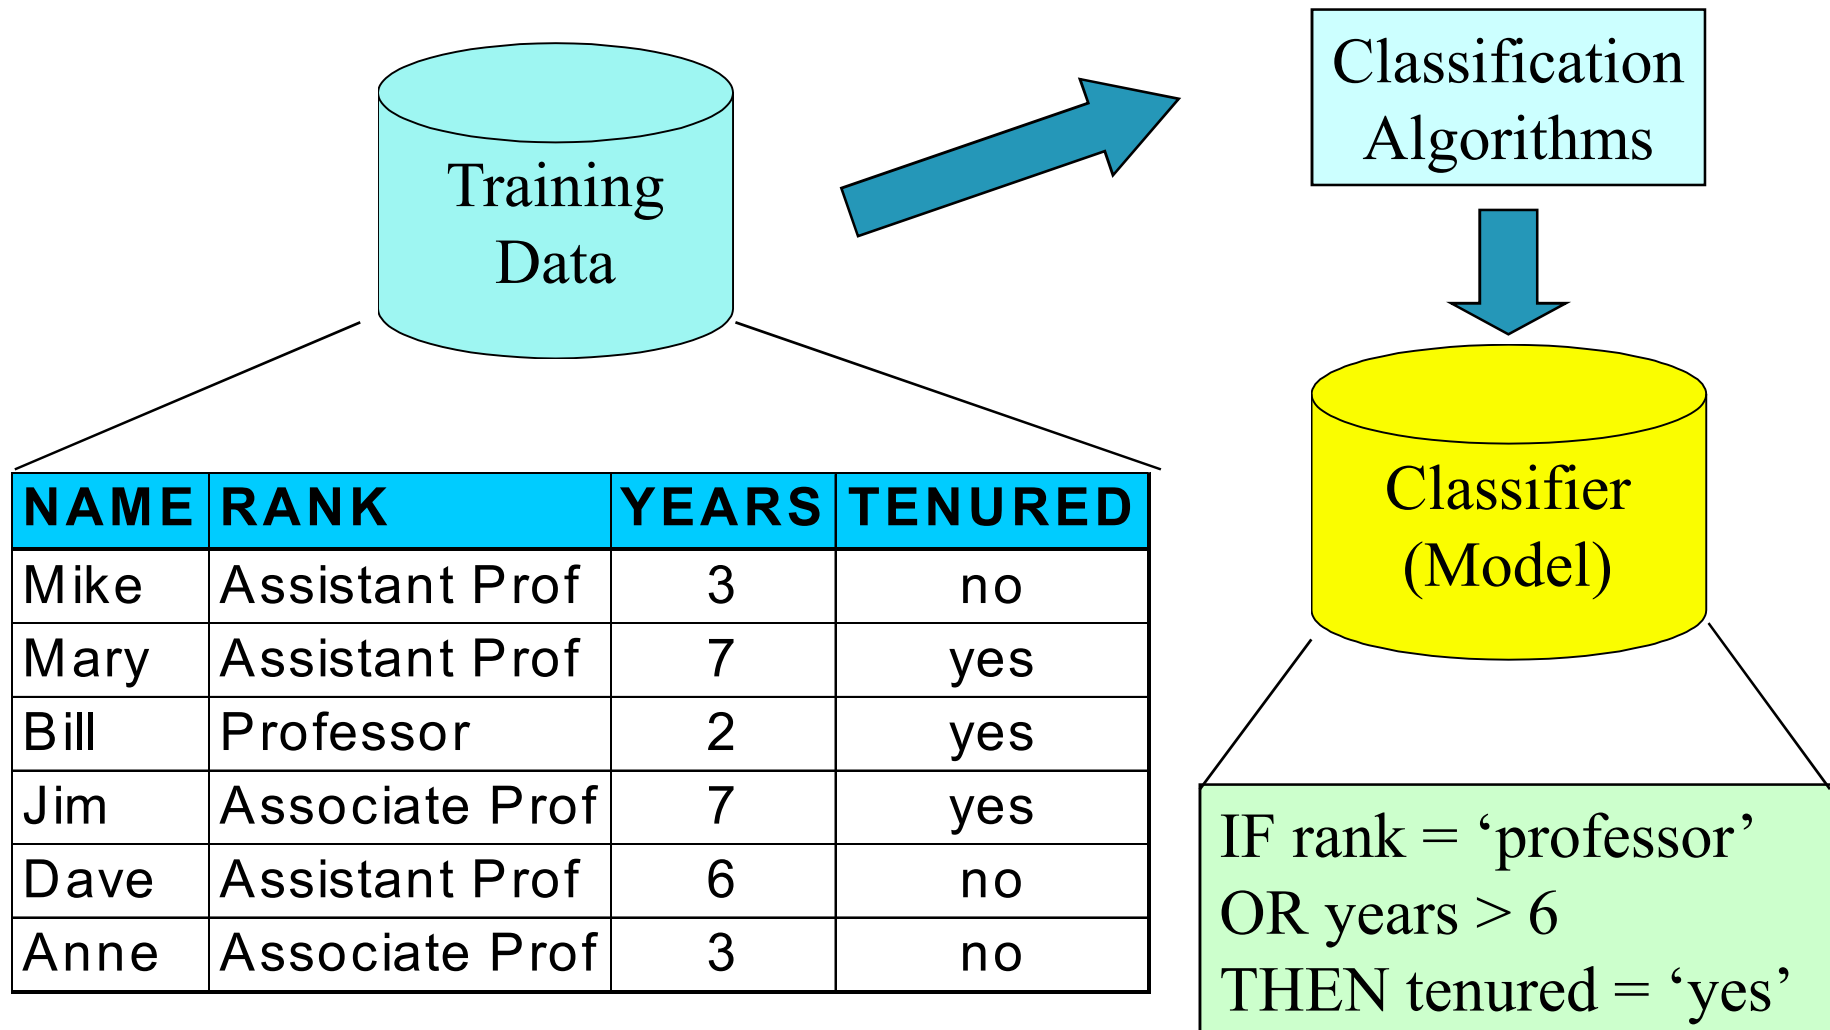 Training
Data
Classification
Algorithms
Classifier
(Model)
NAME RANK YEARS TENURED
Mike Assistant Prof 3 no
Mary Assistant Prof 7 yes
Bill Professor 2 yes
Jim Associate Prof 7 yes
Dave Assistant Prof 6 no
Anne Associate Prof 3 no
IF rank = ‘professor’
OR years > 6
THEN tenured = ‘yes’